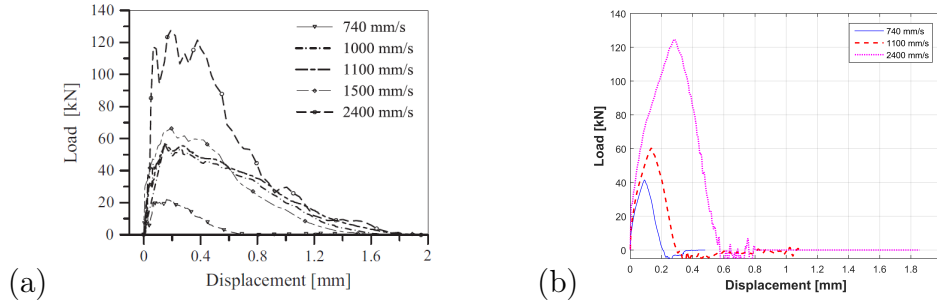 (a)
140
120
100
80
60
40
20
0
Load [kN]
0
0.4
0.8
1.2
1.6
2
Displacement [mm]
740 mm/s
1000 mm/s
1100 mm/s
1500 mm/s
2400 mm/s
(b)
140
120
100
80
60
40
20
0
Load [kN]
0
0.2
0.4
0.6
0.8
1
1.2
1.4
1.6
1.8
Displacement [mm]
740 mm/s
1100 mm/s
2400 mm/s